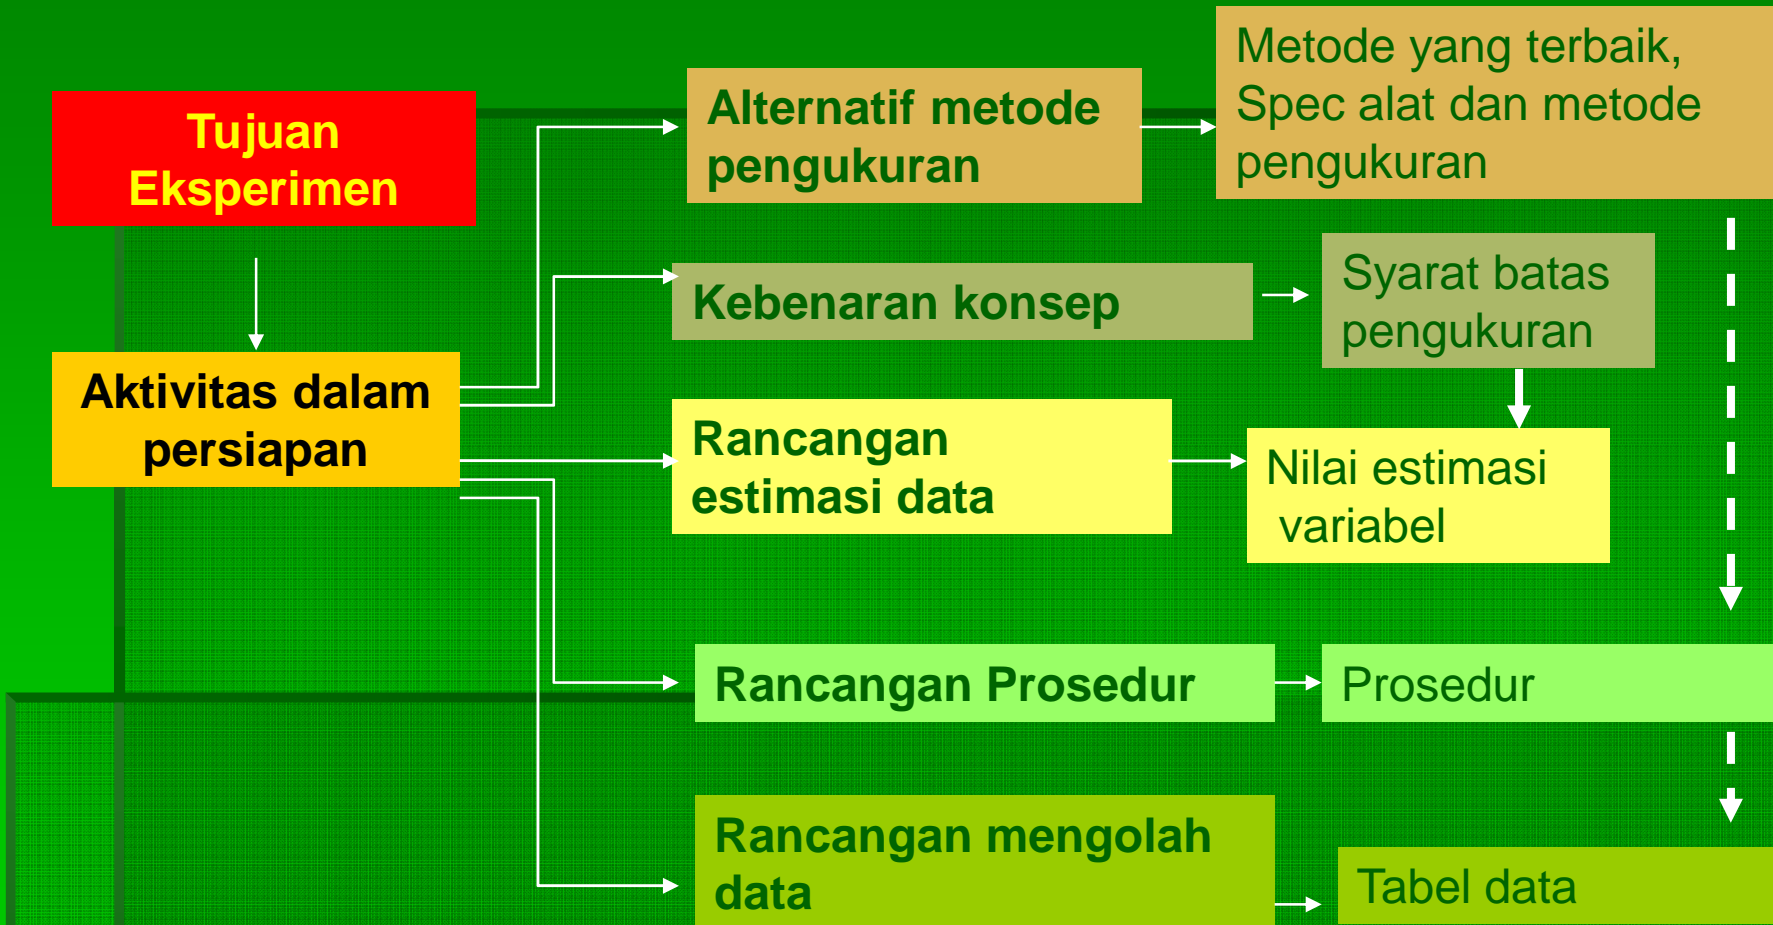 Tujuan
Eksperimen
Aktivitas dalam
persiapan
Alternatif metode
pengukuran
Metode yang terbaik,
Spec alat dan metode
pengukuran
Kebenaran konsep
Syarat batas
pengukuran
Rancangan
estimasi data
Nilai estimasi
variabel
Rancangan Prosedur
Prosedur
Rancangan mengolah
data
Tabel data